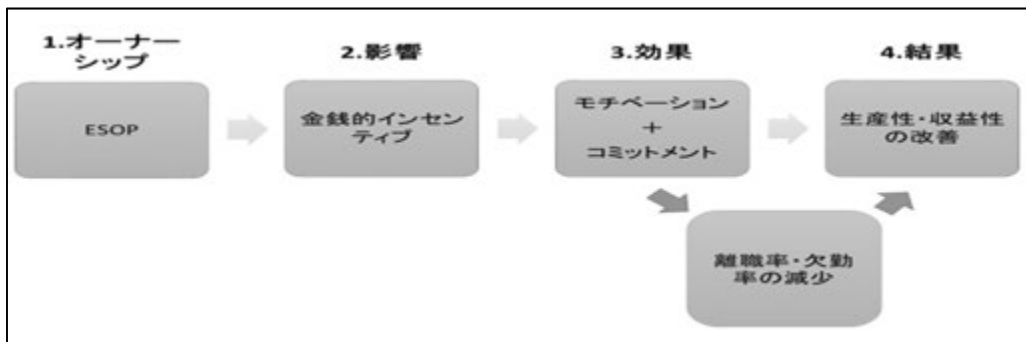 1.オーナー
シップ
ESOP
2.影響
金銭的インセン
ティブ
3.効果
モチベーション
+
コミットメント
4.結果
生産性・収益性
の改善
離職率・欠勤
率の減少